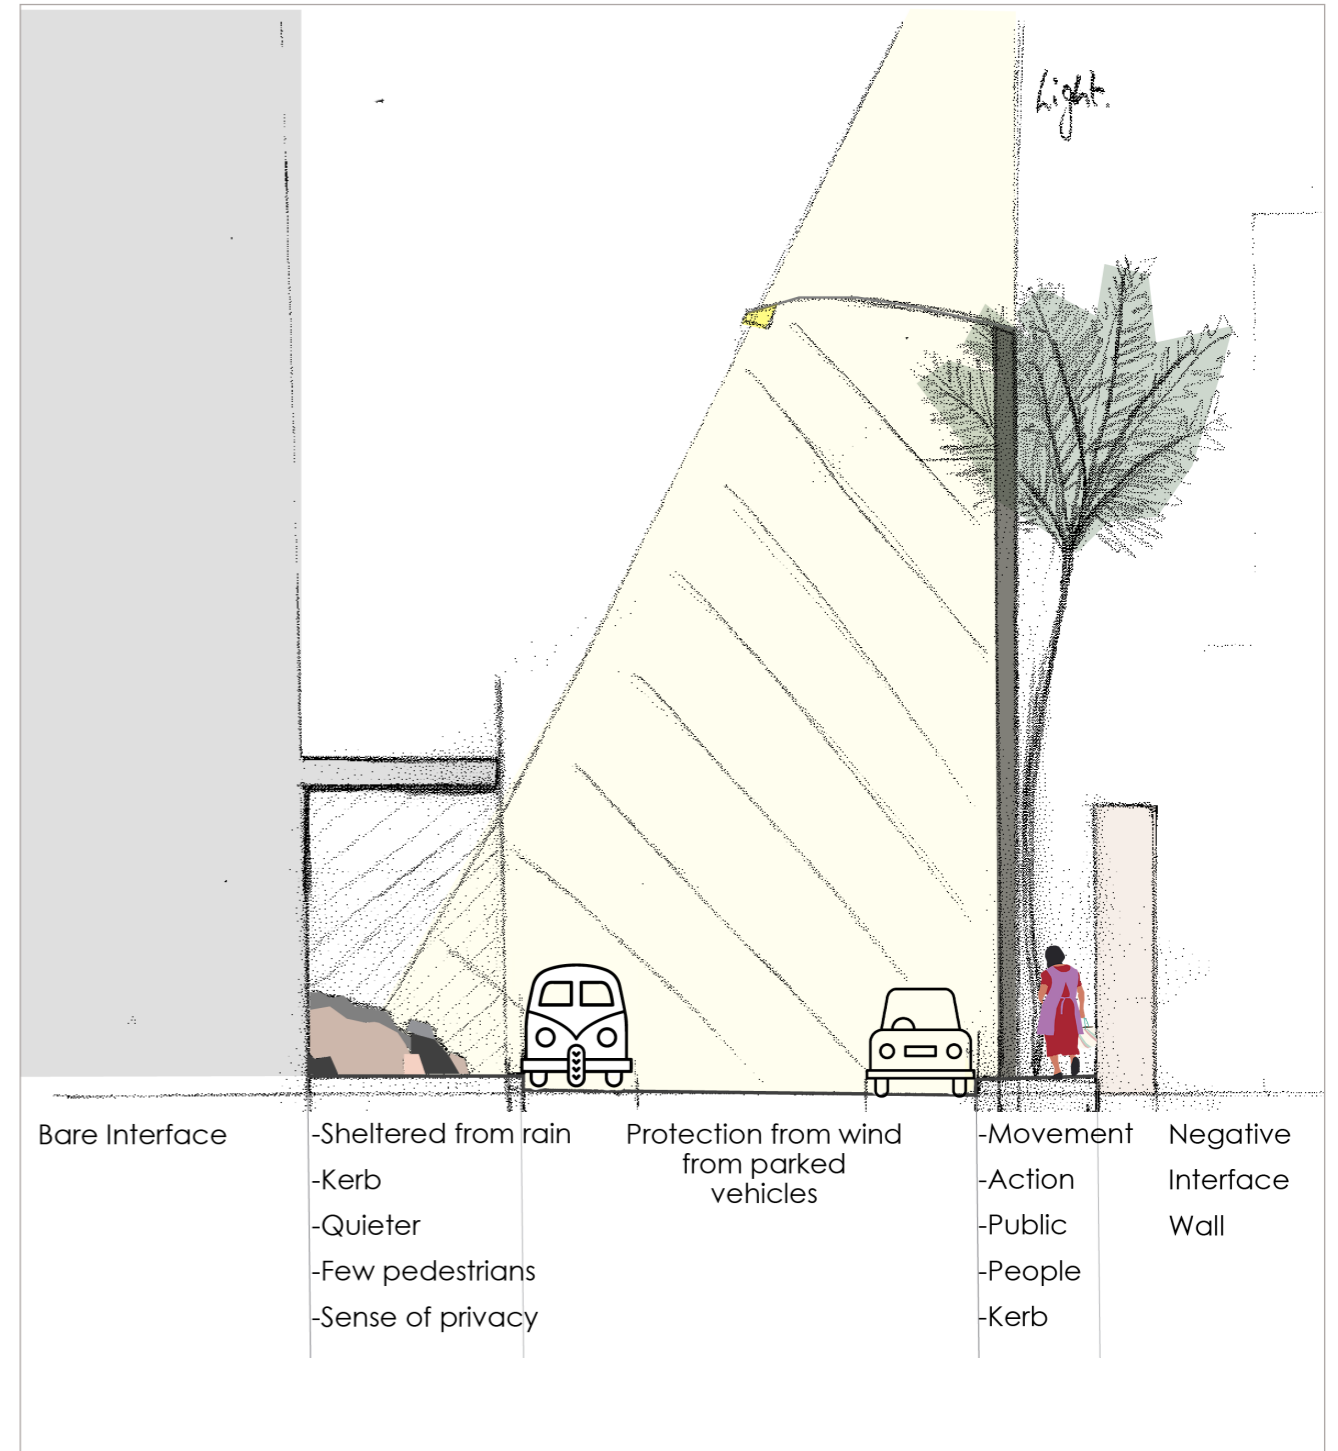 Light.
Bare Interface
-Sheltered from rain
-Kerb
-Quieter
-Few pedestrians
-Sense of privacy
Protection from wind
from parked
vehicles
-Movement
-Action
-Public
-People
-Kerb
Negative
Interface
Wall